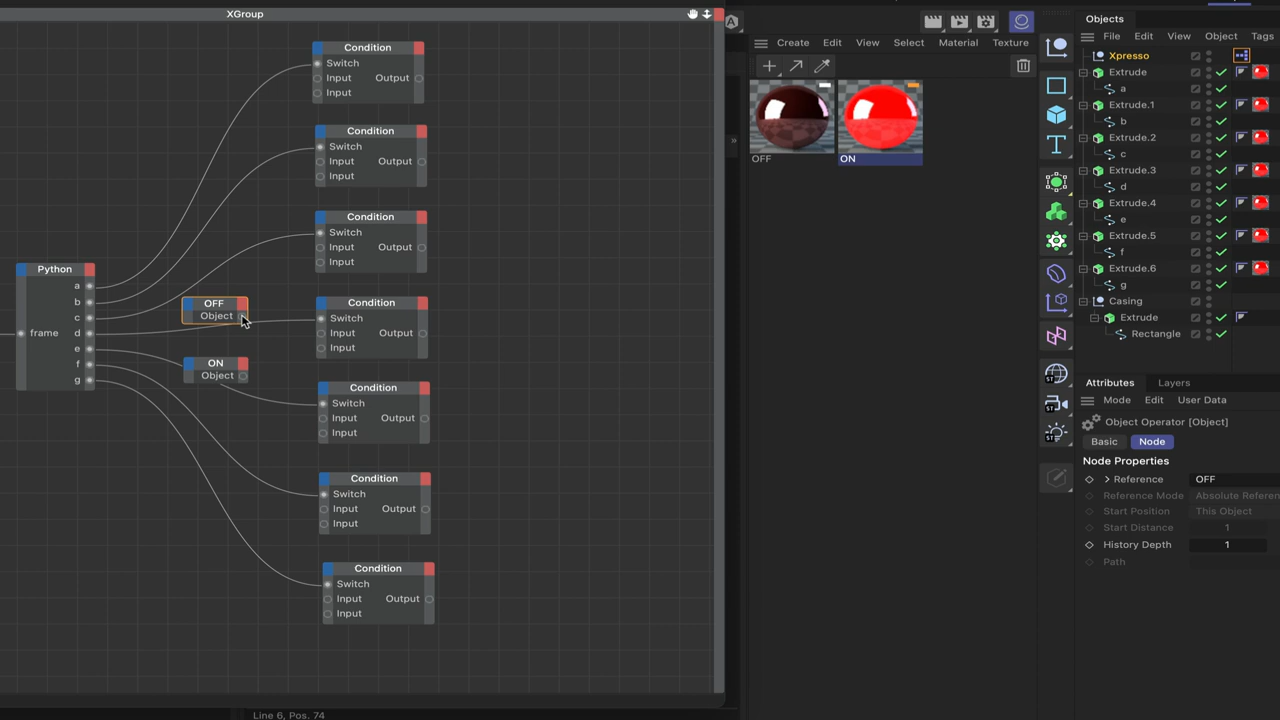 XGroup
Condition
Switch
Input Output
Input
Condition
Switch
Input Output
Input
Condition
Switch
Input Output
Input
Python
a
b
c
frame d
e
f
g
OFF
Object
ON
Object
Condition
Switch
Input Output
Input
Condition
Switch
Input Output
Input
Condition
Switch
Input Output
Input
Condition
Switch
Input Output
Input
Line 6, Pos. 74
Create Edit View Select Material Texture
OFF ON
Objects
File Edit View Object Tags
Xpresso
Extrude
a
Extrude.1
b
Extrude.2
c
Extrude.3
d
Extrude.4
e
Extrude.5
f
Extrude.6
g
Casing
Extrude
Rectangle
Attributes Layers
Mode Edit User Data
Object Operator [Object]
Basic Node
Node Properties
Reference OFF
Reference Mode Absolute Referen
Start Position This Object
Start Distance 1
History Depth 1
Path
A
T
ST
ST
ST